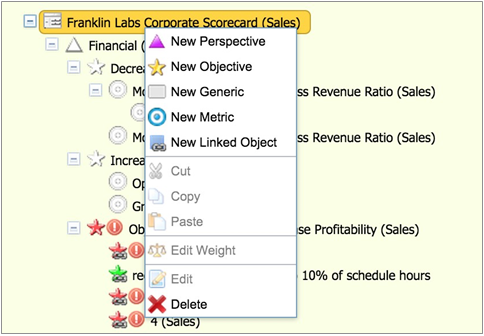 Franklin Labs Corporate Scorecard (Sales)
Financial (
New Perspective
New Objective
Decrea
New Generic
Mo
ss Revenue Ratio (Sales)
New Metric
Mo
ss Revenue Ratio (Sales)
New Linked Object
Increa
Cut
Op
Copy
Gr
Paste
Ob
se Profitability (Sales)
Edit Weight
re
10% of schedule hours
Edit
Delete
4 (Sales)